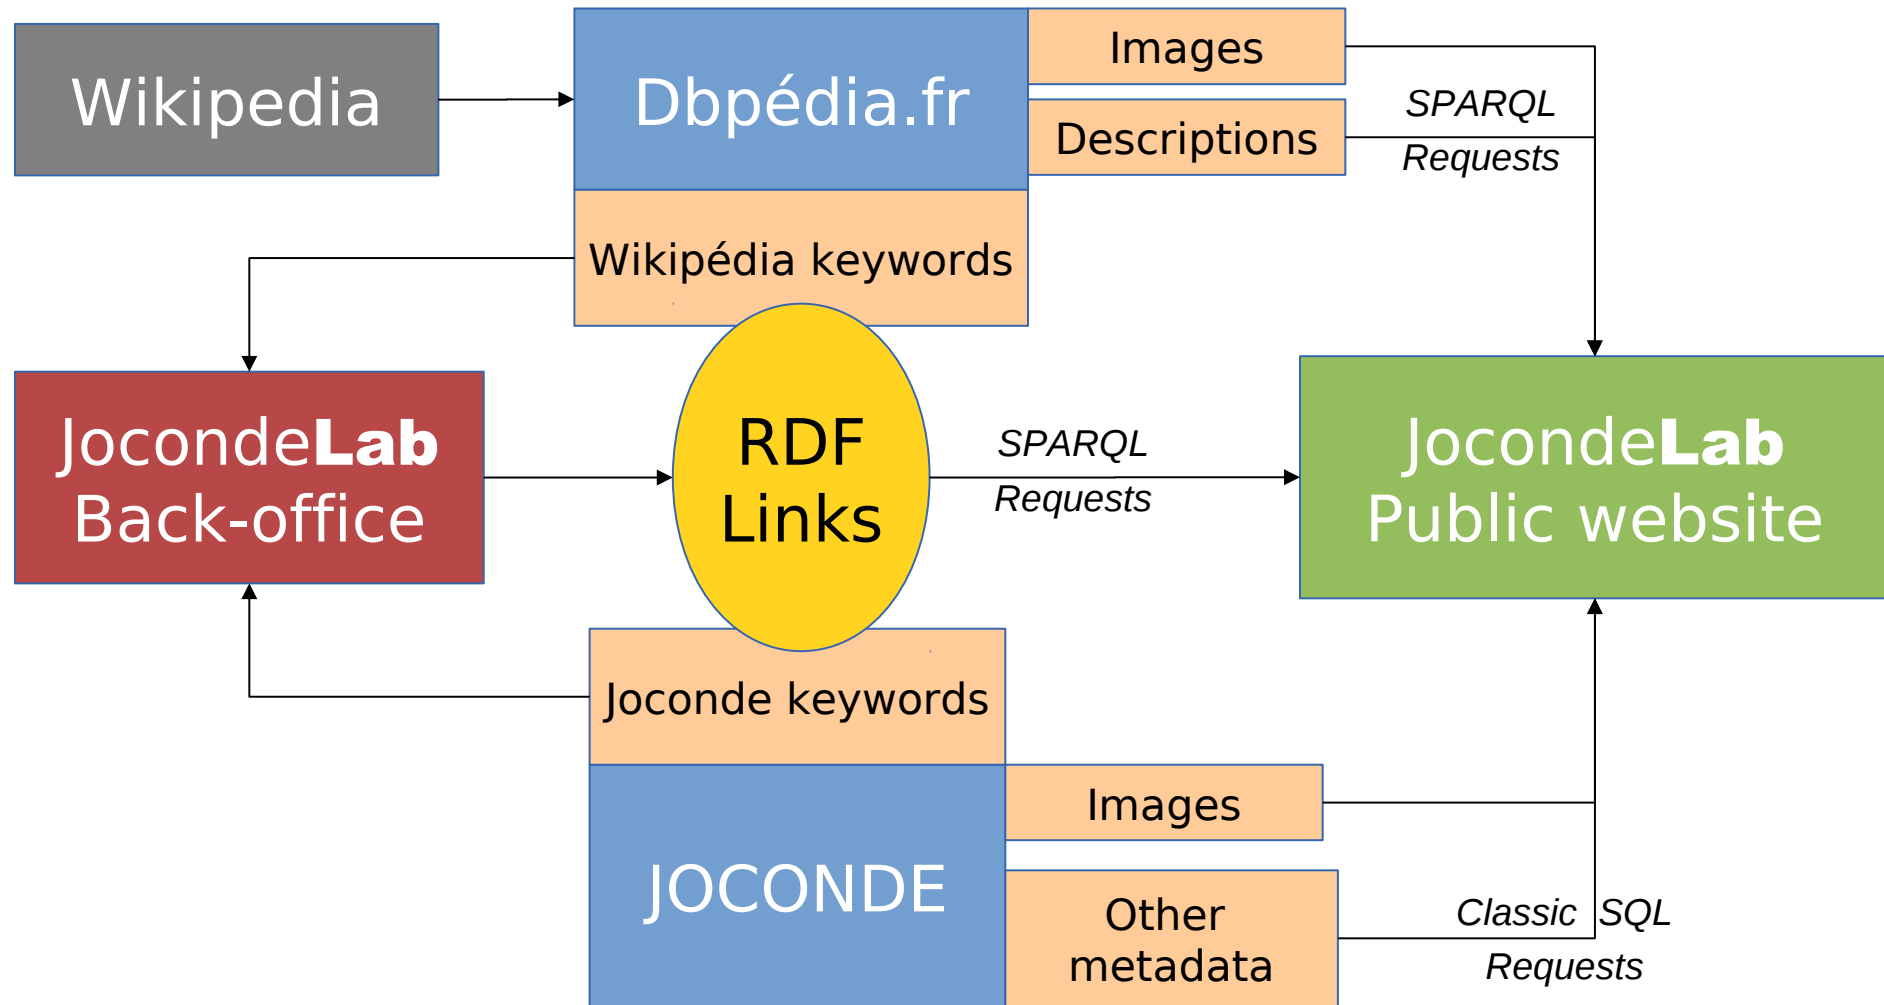 Wikipedia
Dbpédia.fr
Images
Descriptions
SPARQL
Requests
Wikipédia keywords
JocondeLab
Back-office
RDF
Links
SPARQL
Requests
JocondeLab
Public website
Joconde keywords
JOCONDE
Images
Other
metadata
Classic SQL
Requests